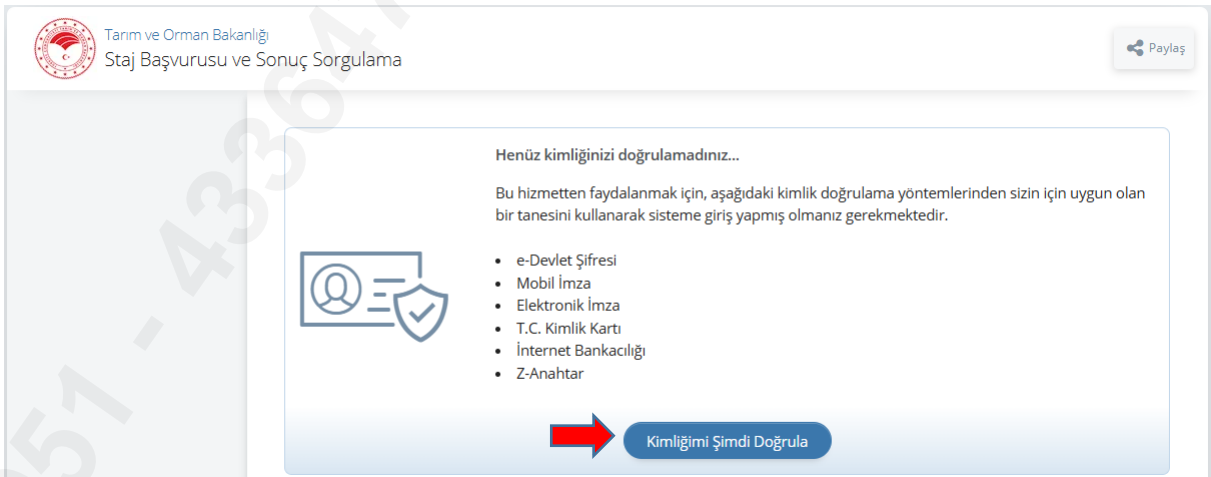 Tarım ve Orman Bakanlığı
Staj Başvurusu ve Sonuç Sorgulama
Paylaş
Henüz kimliğinizi doğrulamadınız...
Bu hizmetten faydalanmak için, aşağıdaki kimlik doğrulama yöntemlerinden sizin için uygun olan
bir tanesini kullanarak sisteme giriş yapmış olmanız gerekmektedir.
• e-Devlet Şifresi
• Mobil İmza
• Elektronik İmza
• T.C. Kimlik Kartı
• İnternet Bankacılığı
• Z-Anahtar
Kimliğimi Şimdi Doğrula